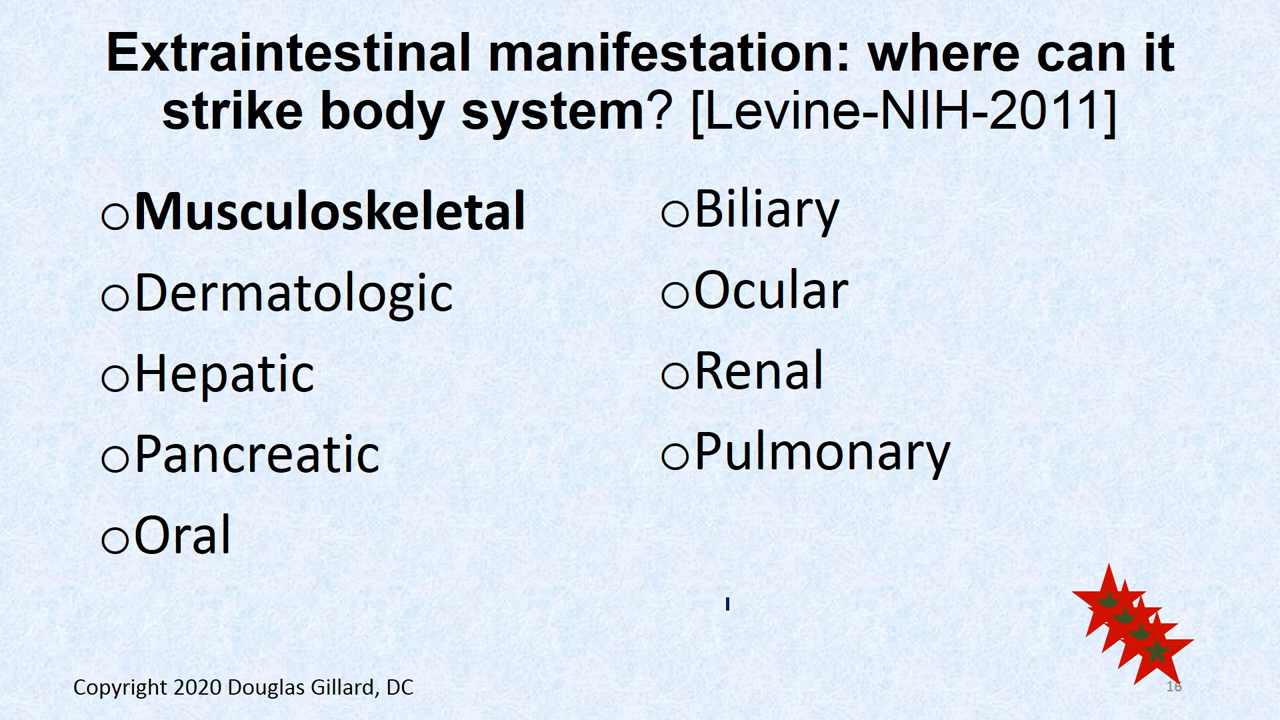 Extraintestinal manifestation: where can it
strike body system? [Levine-NIH-2011]
oMusculoskeletal
oDermatologic
oHepatic
oPancreatic
oOral
oBiliary
oOcular
oRenal
oPulmonary
Copyright 2020 Douglas Gillard, DC
16